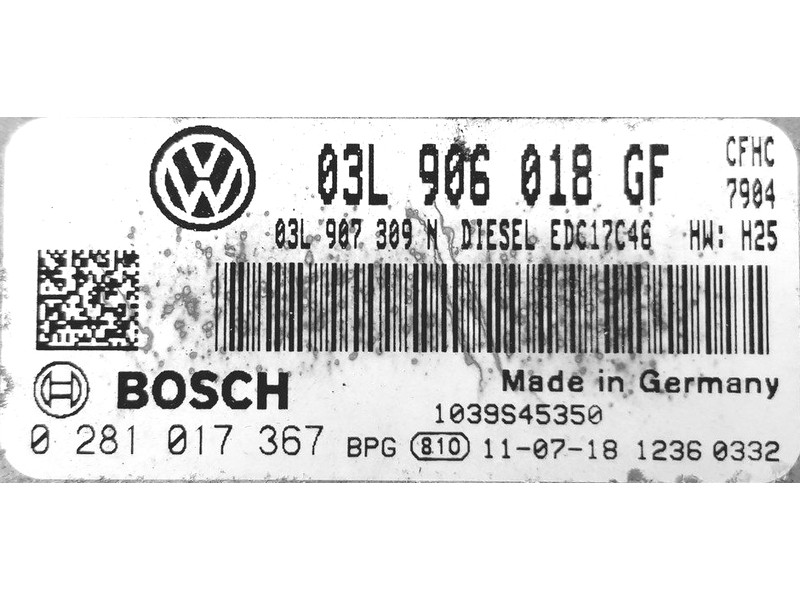 03L 906 018 GF
CFHC
7904
03L 907 309 N DIESEL EDC17C46 HW: H25
BOSCH
Made in Germany
1039S45350
0 281 017 367 BPG 810 11-07-18 1236 0332